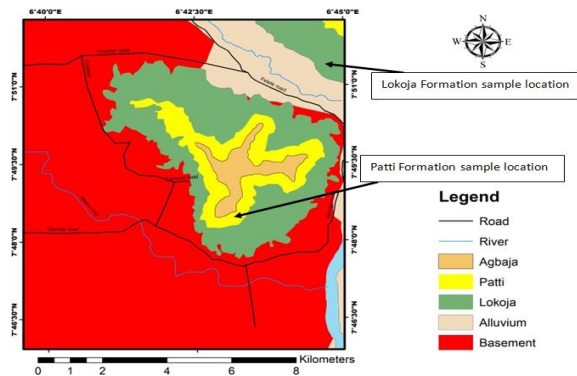 6°40'0"E 6°42'30"E 6°45'0"E
N
W E
S
7°51'0"N 7°51'0"N
Lokoja Formation sample location
7°49'30"N 7°49'30"N
Patti Formation sample location
Legend
Road
River
Agbaja
Patti
Lokoja
Alluvium
Basement
7°48'0"N 7°48'0"N
7°46'30"N 7°46'30"N
Kilometers
0 1 2 4 6 8